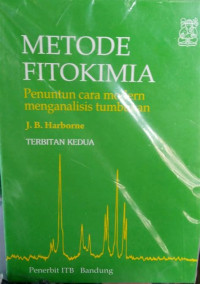 METODE
FITOKIMIA
Penuntun cara modern
menganalisis tumbuhan
J. B. Harborne
TERBITAN KEDUA
Penerbit ITB Bandung